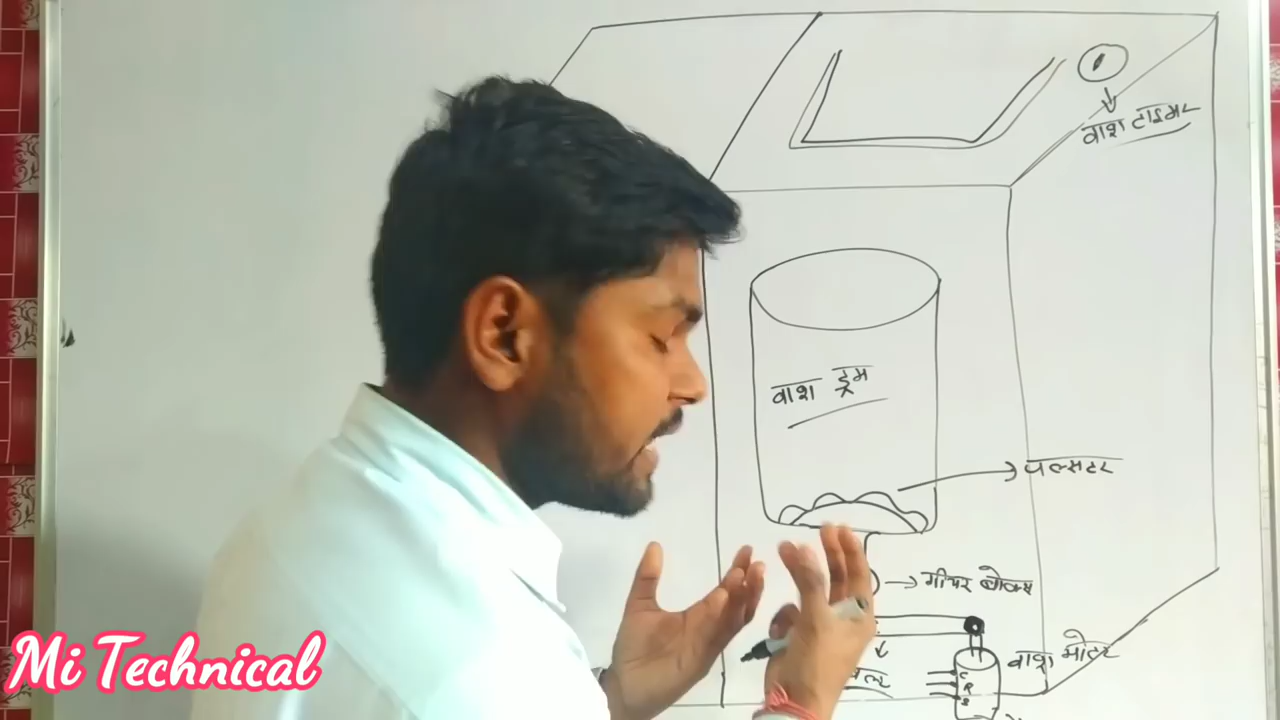 वाश टाइमर
वाश ड्रम
पल्सटर
गीयर बोक्स
वाश मोटर
C
R
S
Mi Technical